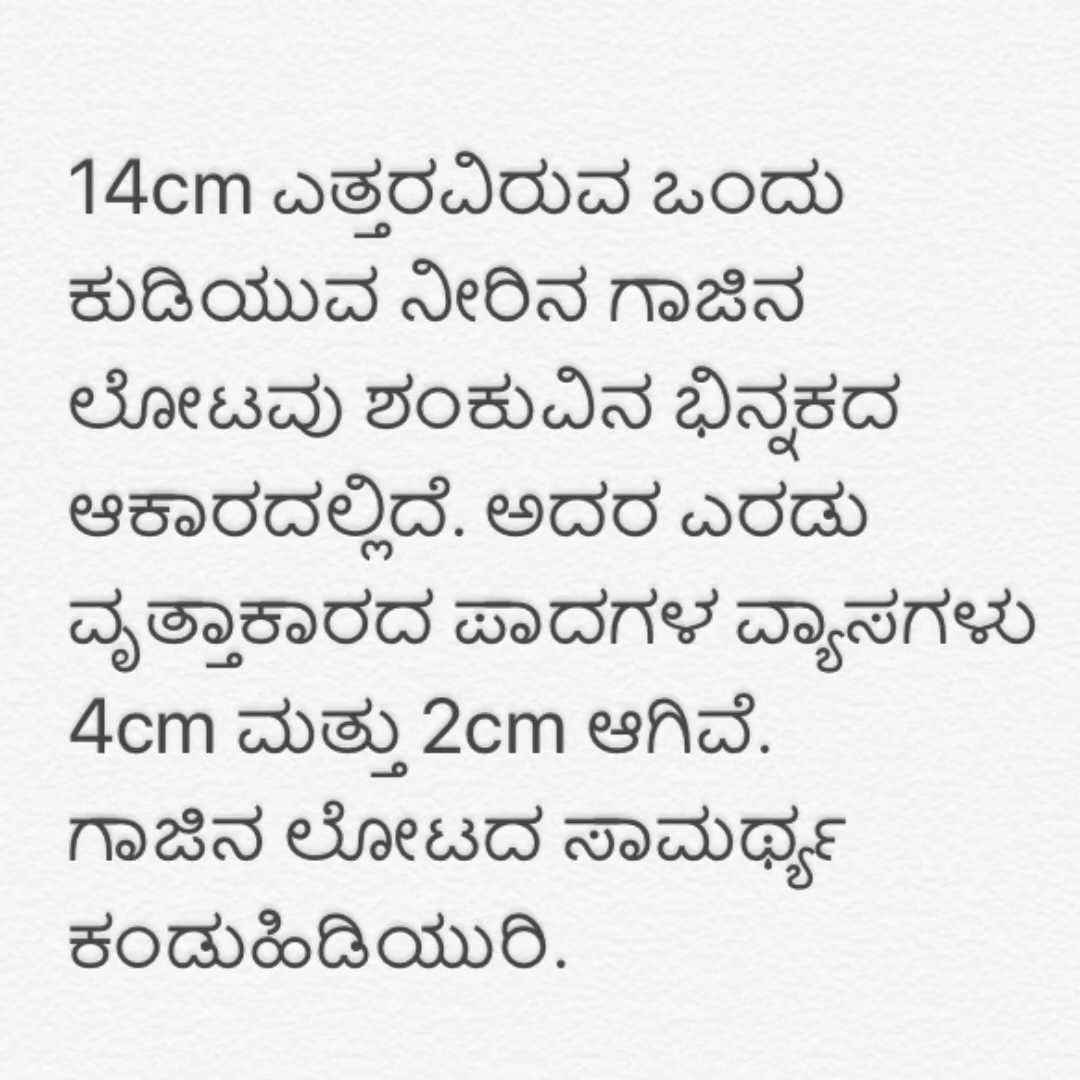 14cm ಎತ್ತರವಿರುವ ಒಂದು
ಕುಡಿಯುವ ನೀರಿನ ಗಾಜಿನ
ಲೋಟವು ಶಂಕುವಿನ ಭಿನ್ನಕದ
ಆಕಾರದಲ್ಲಿದೆ. ಅದರ ಎರಡು
ವೃತ್ತಾಕಾರದ ಪಾದಗಳ ವ್ಯಾಸಗಳು
4cm ಮತ್ತು 2cm ಆಗಿವೆ.
ಗಾಜಿನ ಲೋಟದ ಸಾಮರ್ಥ್ಯ
ಕಂಡುಹಿಡಿಯುರಿ.